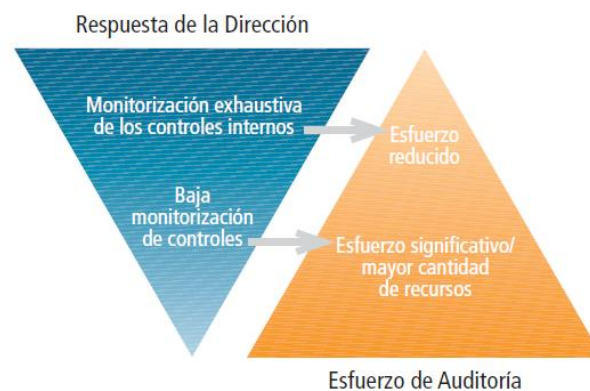 Respuesta de la Dirección
Monitorización exhaustiva
de los controles internos
Esfuerzo
reducido
Baja
monitorización
de controles
Esfuerzo significativo/
mayor cantidad
de recursos
Esfuerzo de Auditoría